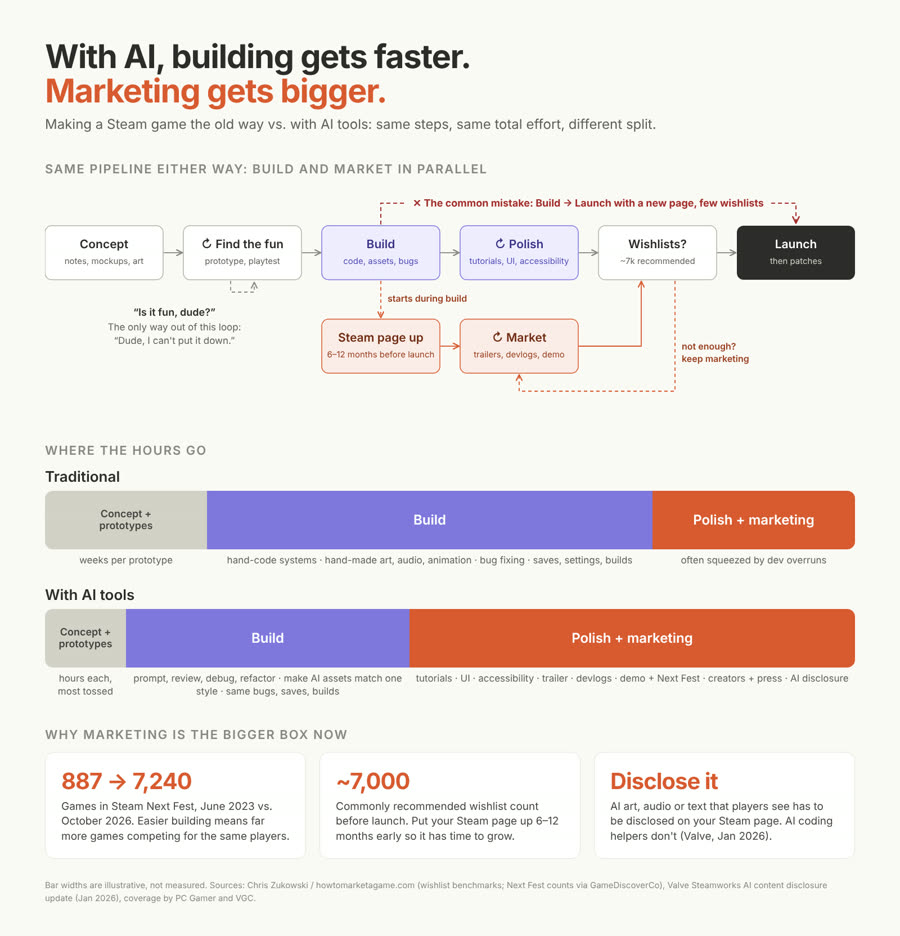 With AI, building gets faster.
Marketing gets bigger.
Making a Steam game the old way vs. with AI tools: same steps, same total effort, different split.
SAME PIPELINE EITHER WAY: BUILD AND MARKET IN PARALLEL
✕ The common mistake: Build → Launch with a new page, few wishlists
Concept
notes, mockups, art
↻ Find the fun
prototype, playtest
Build
code, assets, bugs
↻ Polish
tutorials, UI, accessibility
Wishlists?
~7k recommended
Launch
then patches
"Is it fun, dude?"
The only way out of this loop:
"Dude, I can't put it down."
starts during build
Steam page up
6–12 months before launch
↻ Market
trailers, devlogs, demo
not enough?
keep marketing
WHERE THE HOURS GO
Traditional
Concept +
prototypes
Build
Polish + marketing
weeks per prototype
hand-code systems · hand-made art, audio, animation · bug fixing · saves, settings, builds
often squeezed by dev overruns
With AI tools
Concept +
prototypes
Build
Polish + marketing
hours each,
most tossed
prompt, review, debug, refactor · make AI assets match one
style · same bugs, saves, builds
tutorials · UI · accessibility · trailer · devlogs · demo + Next Fest · creators + press · AI disclosure
WHY MARKETING IS THE BIGGER BOX NOW
887 → 7,240
Games in Steam Next Fest, June 2023 vs.
October 2026. Easier building means far
more games competing for the same players.
~7,000
Commonly recommended wishlist count
before launch. Put your Steam page up 6–12
months early so it has time to grow.
Disclose it
AI art, audio or text that players see has to
be disclosed on your Steam page. AI coding
helpers don't (Valve, Jan 2026).
Bar widths are illustrative, not measured. Sources: Chris Zukowski / howtomarketagame.com (wishlist benchmarks; Next Fest counts via GameDiscoverCo), Valve Steamworks AI content disclosure
update (Jan 2026), coverage by PC Gamer and VGC.